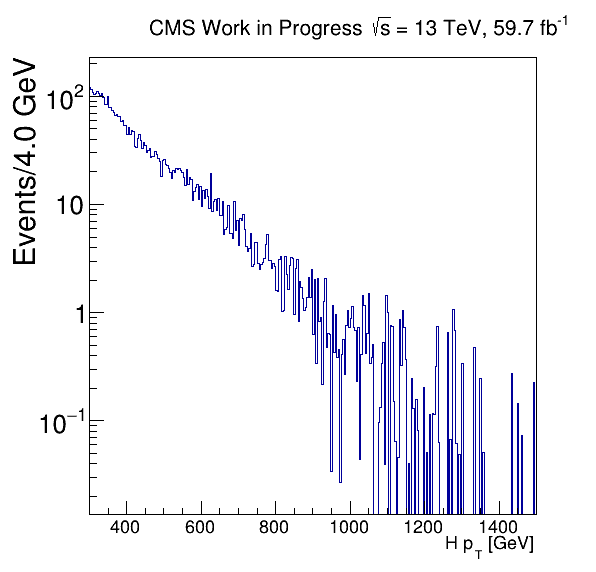 CMS Work in Progress √s = 13 TeV, 59.7 fb⁻¹
Events/4.0 GeV
10²
10
1
10⁻¹
400 600 800 1000 1200 1400
H p_T [GeV]